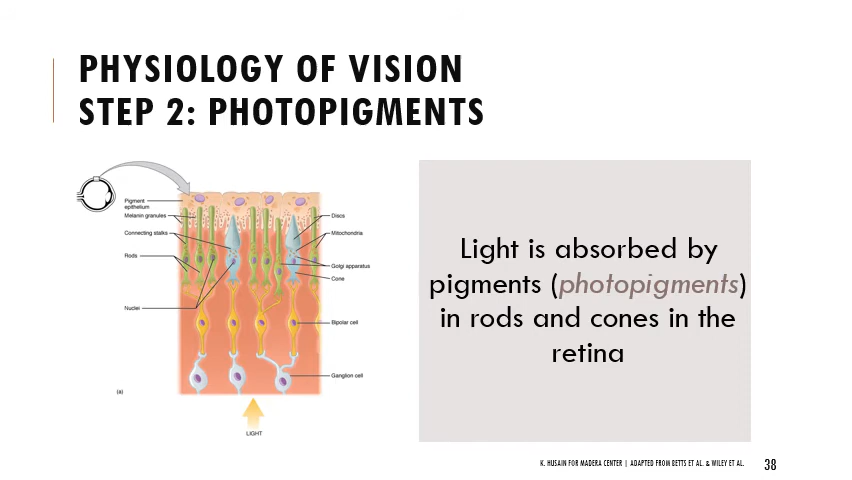 PHYSIOLOGY OF VISION
STEP 2: PHOTOPIGMENTS
Pigment
epithelium
Melanin granules
Connecting stalks
Rods
Nuclei
Discs
Mitochondria
Golgi apparatus
Cone
Bipolar cell
Ganglion cell
(a)
LIGHT
Light is absorbed by
pigments (photopigments)
in rods and cones in the
retina
K. HUSAIN FOR MADERA CENTER | ADAPTED FROM BETTS ET AL. & WILEY ET AL.
38